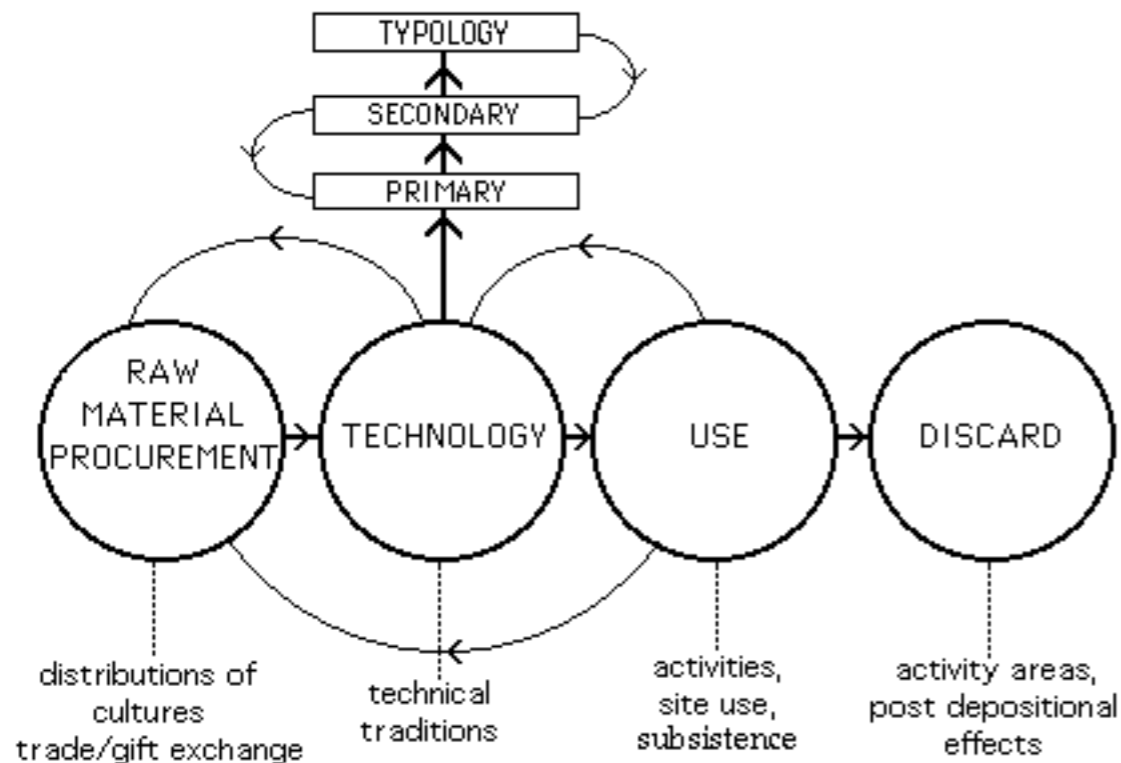 TYPOLOGY
SECONDARY
PRIMARY
RAW
MATERIAL
PROCUREMENT
TECHNOLOGY
USE
DISCARD
distributions of
cultures
trade/gift exchange
technical
traditions
activities,
site use,
subsistence
activity areas,
post depositional
effects